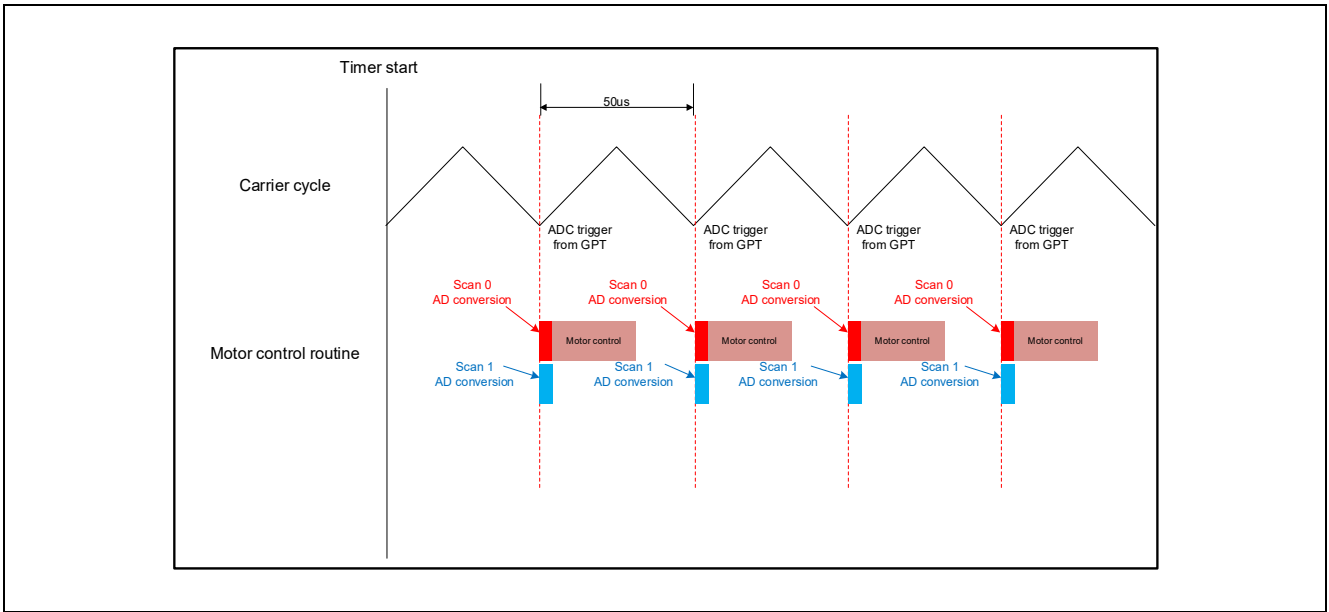 Timer start
50us
Carrier cycle
ADC trigger
from GPT
ADC trigger
from GPT
ADC trigger
from GPT
ADC trigger
from GPT
Scan 0
AD conversion
Scan 0
AD conversion
Scan 0
AD conversion
Scan 0
AD conversion
Motor control routine
Motor control
Motor control
Motor control
Motor control
Scan 1
AD conversion
Scan 1
AD conversion
Scan 1
AD conversion
Scan 1
AD conversion